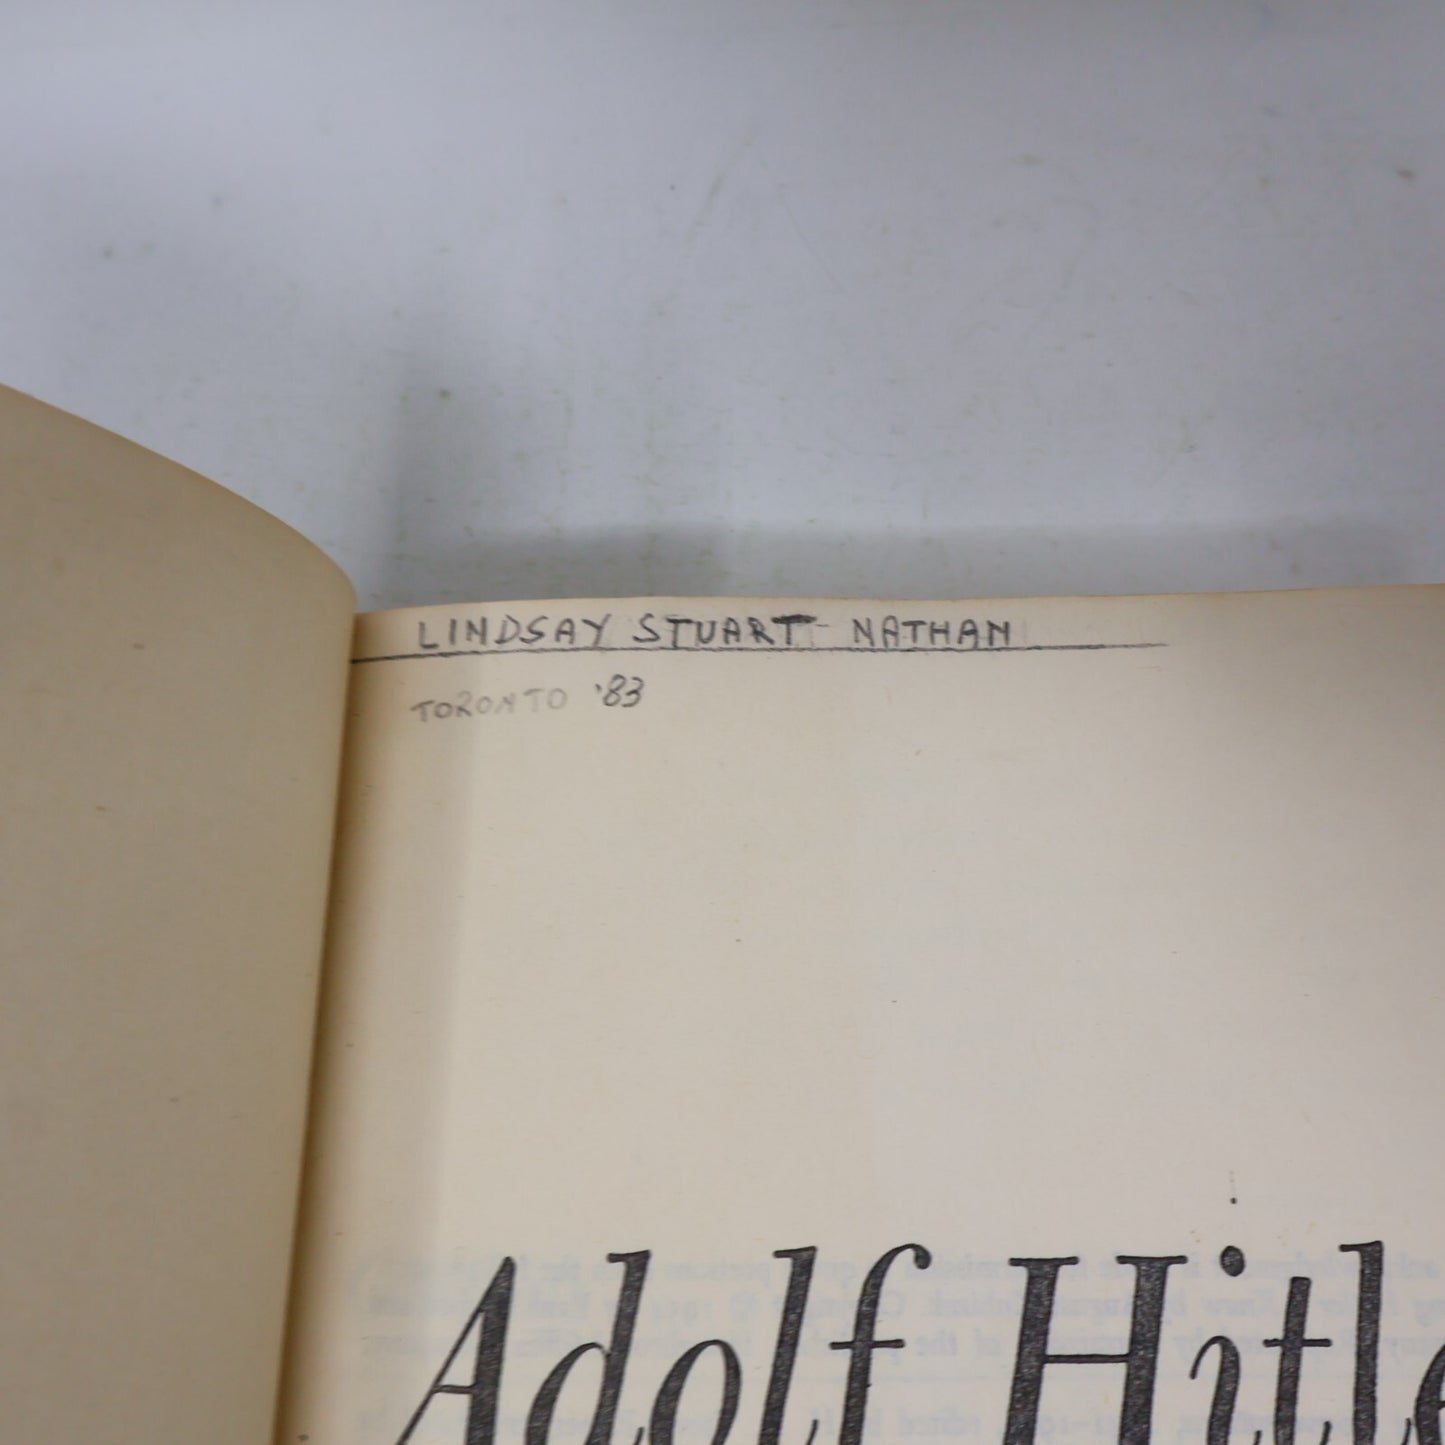 LINDSAY STUART NATHAN
TORONTO '83
Adolf Hitle